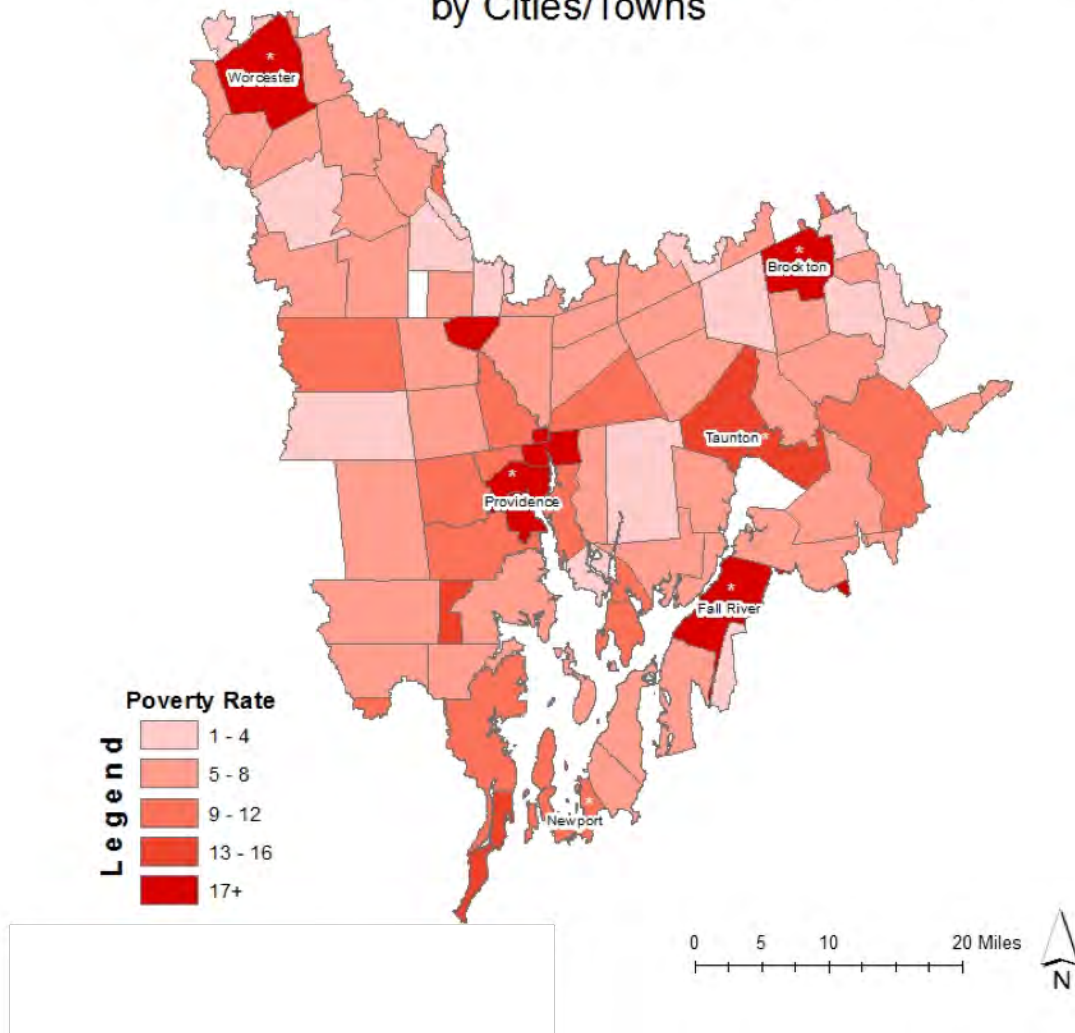 by Cities/Towns
*
Worcester
*
Brockton
Taunton
*
Providence
*
Fall River
*
Newport
Legend
Poverty Rate
1 - 4
5 - 8
9 - 12
13 - 16
17+
0 5 10 20 Miles
N